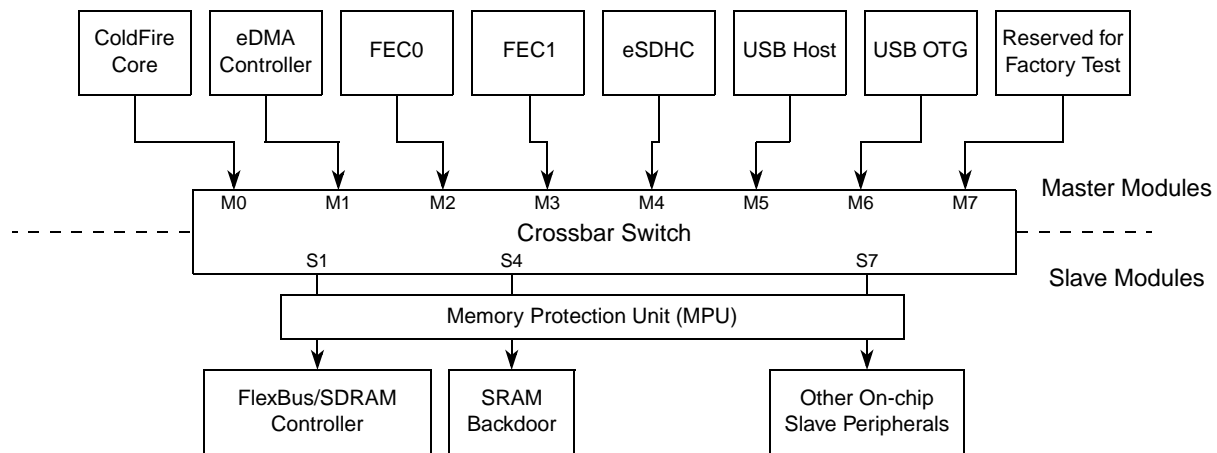 ColdFire
Core
eDMA
Controller
FEC0
FEC1
eSDHC
USB Host
USB OTG
Reserved for
Factory Test
Master Modules
M0 M1 M2 M3 M4 M5 M6 M7
Crossbar Switch
S1 S4 S7
Slave Modules
Memory Protection Unit (MPU)
FlexBus/SDRAM
Controller
SRAM
Backdoor
Other On-chip
Slave Peripherals